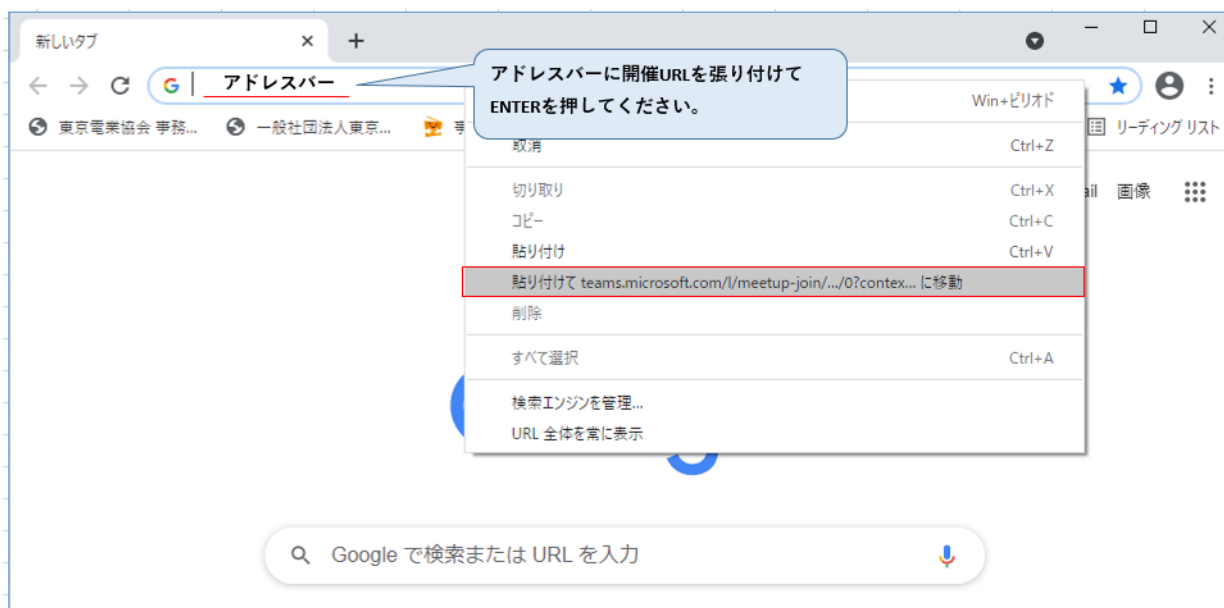 新しいタブ
アドレスバー
アドレスバーに開催URLを張り付けて
ENTERを押してください。
Win+ピリオド
東京電業協会 事務...
一般社団法人東京...
リーディング リスト
取消 Ctrl+Z
切り取り Ctrl+X
画像
コピー Ctrl+C
貼り付け Ctrl+V
貼り付けて teams.microsoft.com/l/meetup-join/.../0?contex... に移動
削除
すべて選択 Ctrl+A
検索エンジンを管理...
URL 全体を常に表示
Google で検索または URL を入力